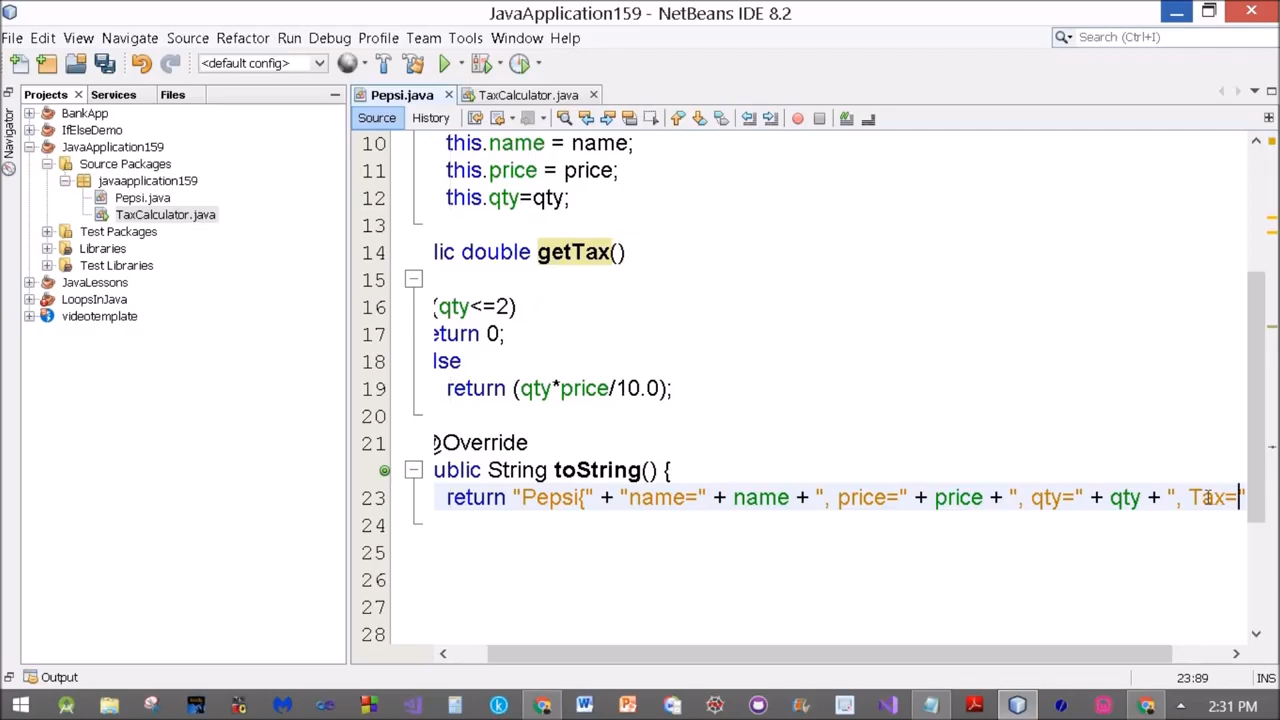 JavaApplication159 - NetBeans IDE 8.2
File Edit View Navigate Source Refactor Run Debug Profile Team Tools Window Help
Search (Ctrl+I)
<default config>
Projects Services Files
Pepsi.java TaxCalculator.java
Source History
Navigator
BankApp
IfElseDemo
JavaApplication159
Source Packages
javaapplication159
Pepsi.java
TaxCalculator.java
Test Packages
Libraries
Test Libraries
JavaLessons
LoopsInJava
videotemplate
10 this.name = name;
11 this.price = price;
12 this.qty=qty;
13
14 lic double getTax()
15
16 (qty<=2)
17 eturn 0;
18 lse
19 return (qty*price/10.0);
20
21 @Override
22 ublic String toString() {
23 return "Pepsi{" + "name=" + name + ", price=" + price + ", qty=" + qty + ", Tax="
24
25
26
27
28
Output
23:89 INS
2:31 PM